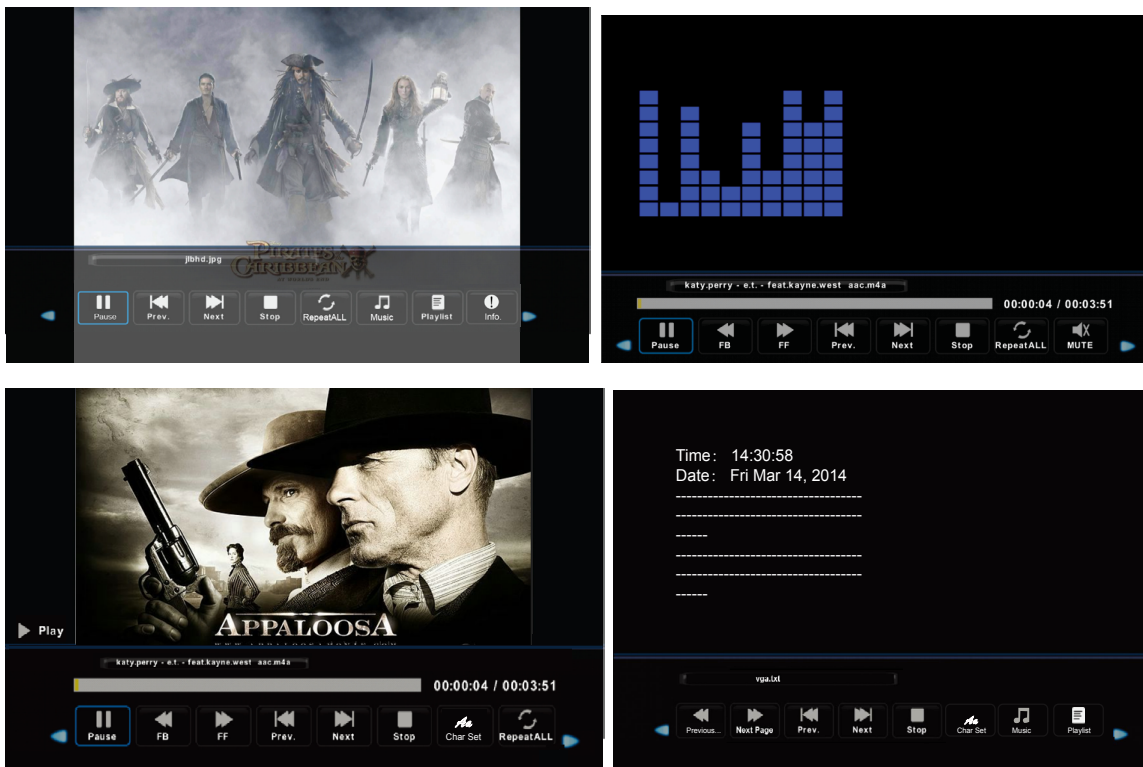 PIRATES
CARIBBEAN
jlbhd.jpg
Pause Prev. Next Stop RepeatALL Music Playlist Info.
katy.perry - e.t. - feat.kayne.west aac.m4a
00:00:04 / 00:03:51
Pause FB FF Prev. Next Stop RepeatALL MUTE
APPALOOSA
Play
katy.perry - e.t. - feat.kayne.west aac.m4a
00:00:04 / 00:03:51
Pause FB FF Prev. Next Stop Aa Char Set RepeatALL
Time: 14:30:58
Date: Fri Mar 14, 2014
-----------------------------------
-----------------------------------
------
-----------------------------------
-----------------------------------
------
vga.txt
Previous... Next Page Prev. Next Stop Aa Char Set Music Playlist